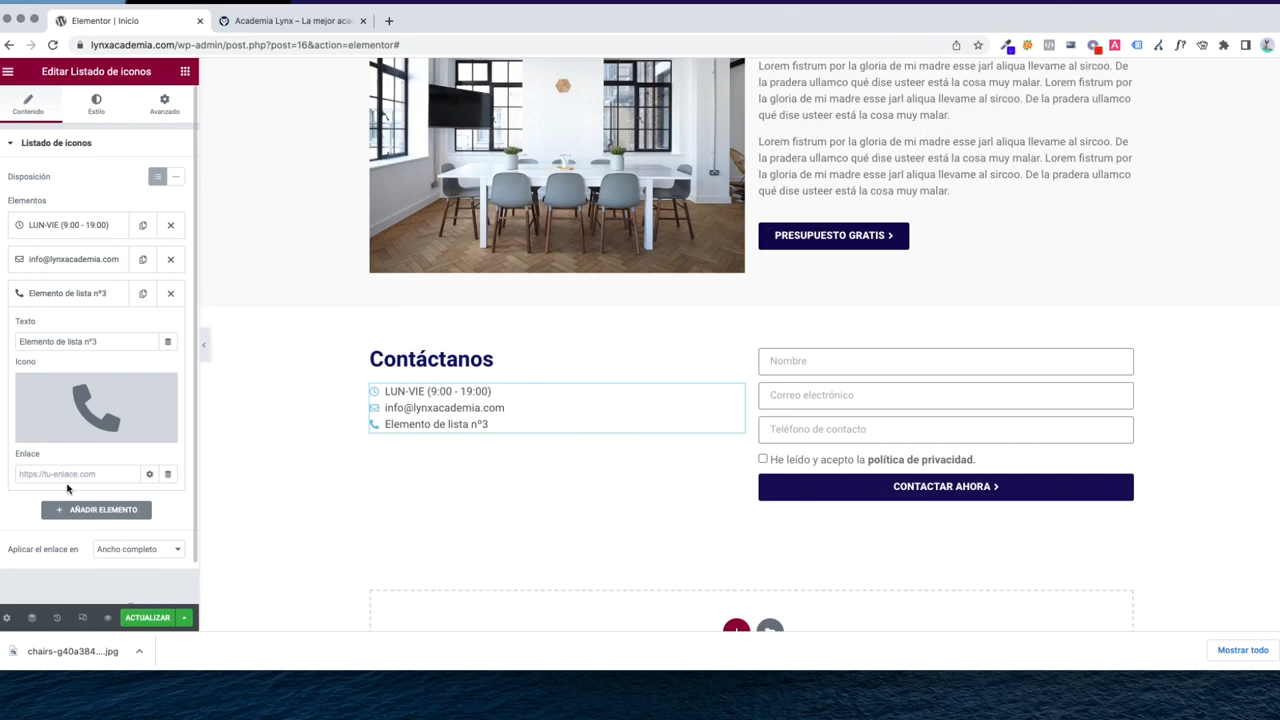 Elementor | Inicio
Academia Lynx – La mejor aca
lynxacademia.com/wp-admin/post.php?post=16&action=elementor#
Editar Listado de iconos
Contenido
Estilo
Avanzado
Listado de iconos
Disposición
Elementos
LUN-VIE (9:00 - 19:00)
info@lynxacademia.com
Elemento de lista nº3
Texto
Elemento de lista nº3
Icono
Enlace
https://tu-enlace.com
+ AÑADIR ELEMENTO
Aplicar el enlace en
Ancho completo
ACTUALIZAR
Lorem fistrum por la gloria de mi madre esse jarl aliqua llevame al sircoo. De
la pradera ullamco qué dise usteer está la cosa muy malar. Lorem fistrum por
la gloria de mi madre esse jarl aliqua llevame al sircoo. De la pradera ullamco
qué dise usteer está la cosa muy malar.
Lorem fistrum por la gloria de mi madre esse jarl aliqua llevame al sircoo. De
la pradera ullamco qué dise usteer está la cosa muy malar. Lorem fistrum por
la gloria de mi madre esse jarl aliqua llevame al sircoo. De la pradera ullamco
qué dise usteer está la cosa muy malar.
PRESUPUESTO GRATIS >
Contáctanos
LUN-VIE (9:00 - 19:00)
info@lynxacademia.com
Elemento de lista nº3
Nombre
Correo electrónico
Teléfono de contacto
He leído y acepto la política de privacidad.
CONTACTAR AHORA >
chairs-g40a384....jpg
Mostrar todo